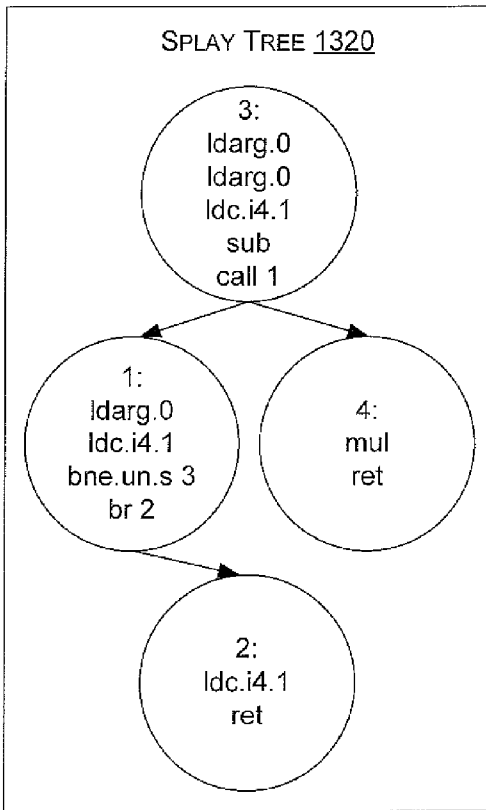 SPLAY TREE 1320
3:
ldarg.0
ldarg.0
ldc.i4.1
sub
call 1
1:
ldarg.0
ldc.i4.1
bne.un.s 3
br 2
4:
mul
ret
2:
ldc.i4.1
ret